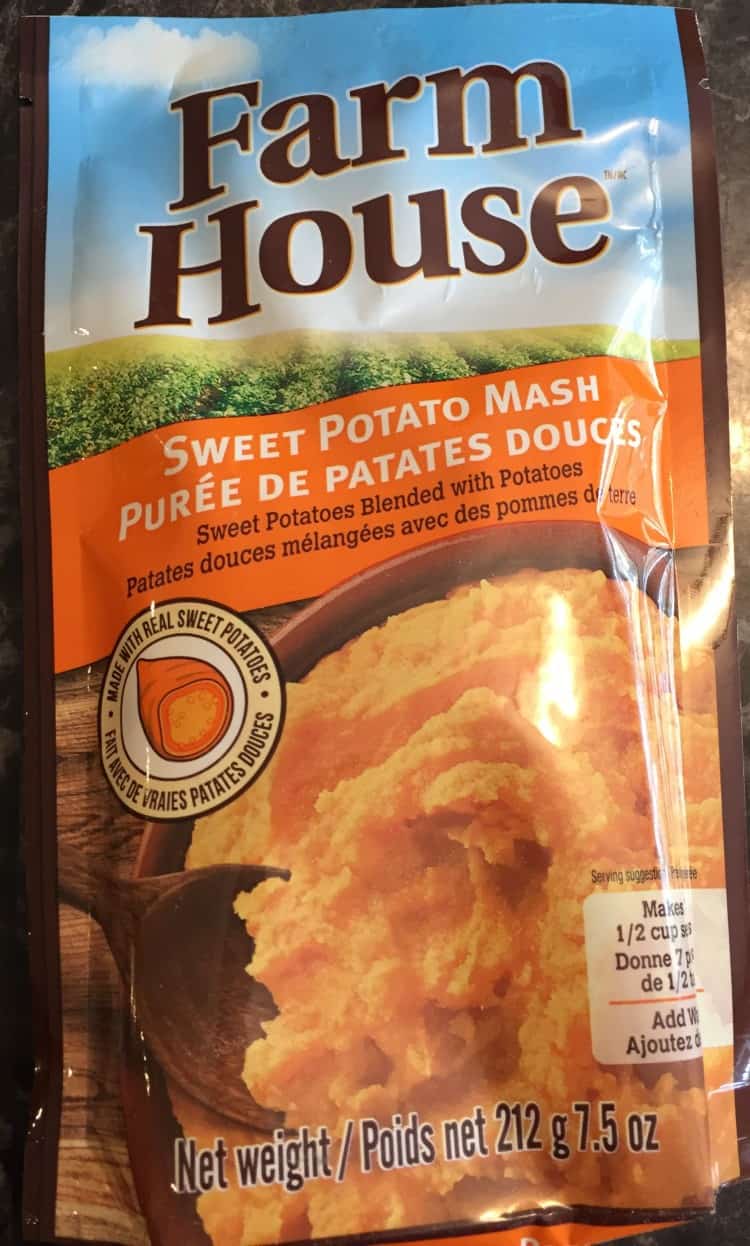 Farm
House
TM/MC
SWEET POTATO MASH
PURÉE DE PATATES DOUCES
Sweet Potatoes Blended with Potatoes
Patates douces mélangées avec des pommes de terre
• MADE WITH REAL SWEET POTATOES •
FAIT AVEC DE VRAIES PATATES DOUCES
Serving suggestion
Makes
1/2 cup
Donne 7
de 1/2
Add
Ajoutez
Net weight / Poids net 212 g 7.5 oz